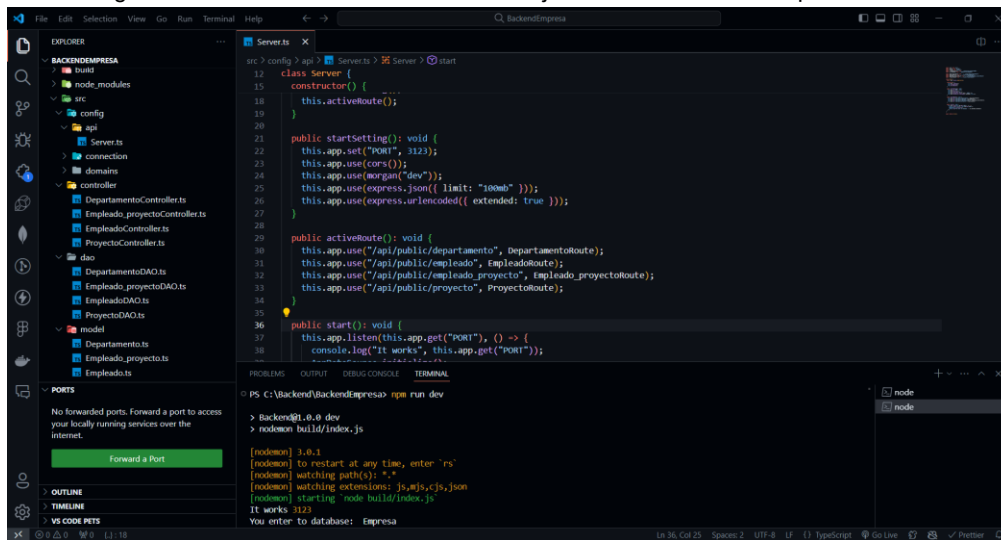 File Edit Selection View Go Run Terminal Help
BackendEmpresa
EXPLORER
BACKENDEMPRESA
build
node_modules
src
config
api
Server.ts
connection
domains
controller
DepartamentoController.ts
Empleado_proyectoController.ts
EmpleadoController.ts
ProyectoController.ts
dao
DepartamentoDAO.ts
Empleado_proyectoDAO.ts
EmpleadoDAO.ts
ProyectoDAO.ts
model
Departamento.ts
Empleado_proyecto.ts
Empleado.ts
PORTS
No forwarded ports. Forward a port to access
your locally running services over the
internet.
Forward a Port
OUTLINE
TIMELINE
VS CODE PETS
Server.ts
src > config > api > Server.ts > Server > start
12 class Server {
15 constructor() {
18 this.activeRoute();
19 }
20
21 public startSetting(): void {
22 this.app.set("PORT", 3123);
23 this.app.use(cors());
24 this.app.use(morgan("dev"));
25 this.app.use(express.json({ limit: "100mb" }));
26 this.app.use(express.urlencoded({ extended: true }));
27 }
28
29 public activeRoute(): void {
30 this.app.use("/api/public/departamento", DepartamentoRoute);
31 this.app.use("/api/public/empleado", EmpleadoRoute);
32 this.app.use("/api/public/empleado_proyecto", Empleado_proyectoRoute);
33 this.app.use("/api/public/proyecto", ProyectoRoute);
34 }
35
36 public start(): void {
37 this.app.listen(this.app.get("PORT"), () => {
38 console.log("It works", this.app.get("PORT"));
PROBLEMS OUTPUT DEBUG CONSOLE TERMINAL
PS C:\Backend\BackendEmpresa> npm run dev
> Backend@1.0.0 dev
> nodemon build/index.js
[nodemon] 3.0.1
[nodemon] to restart at any time, enter `rs`
[nodemon] watching path(s): *.*
[nodemon] watching extensions: js,mjs,cjs,json
[nodemon] starting `node build/index.js`
It works 3123
You enter to database: Empresa
node
node
0 0 0 (.) : 18
Ln 36, Col 25 Spaces: 2 UTF-8 LF {} TypeScript Go Live Prettier